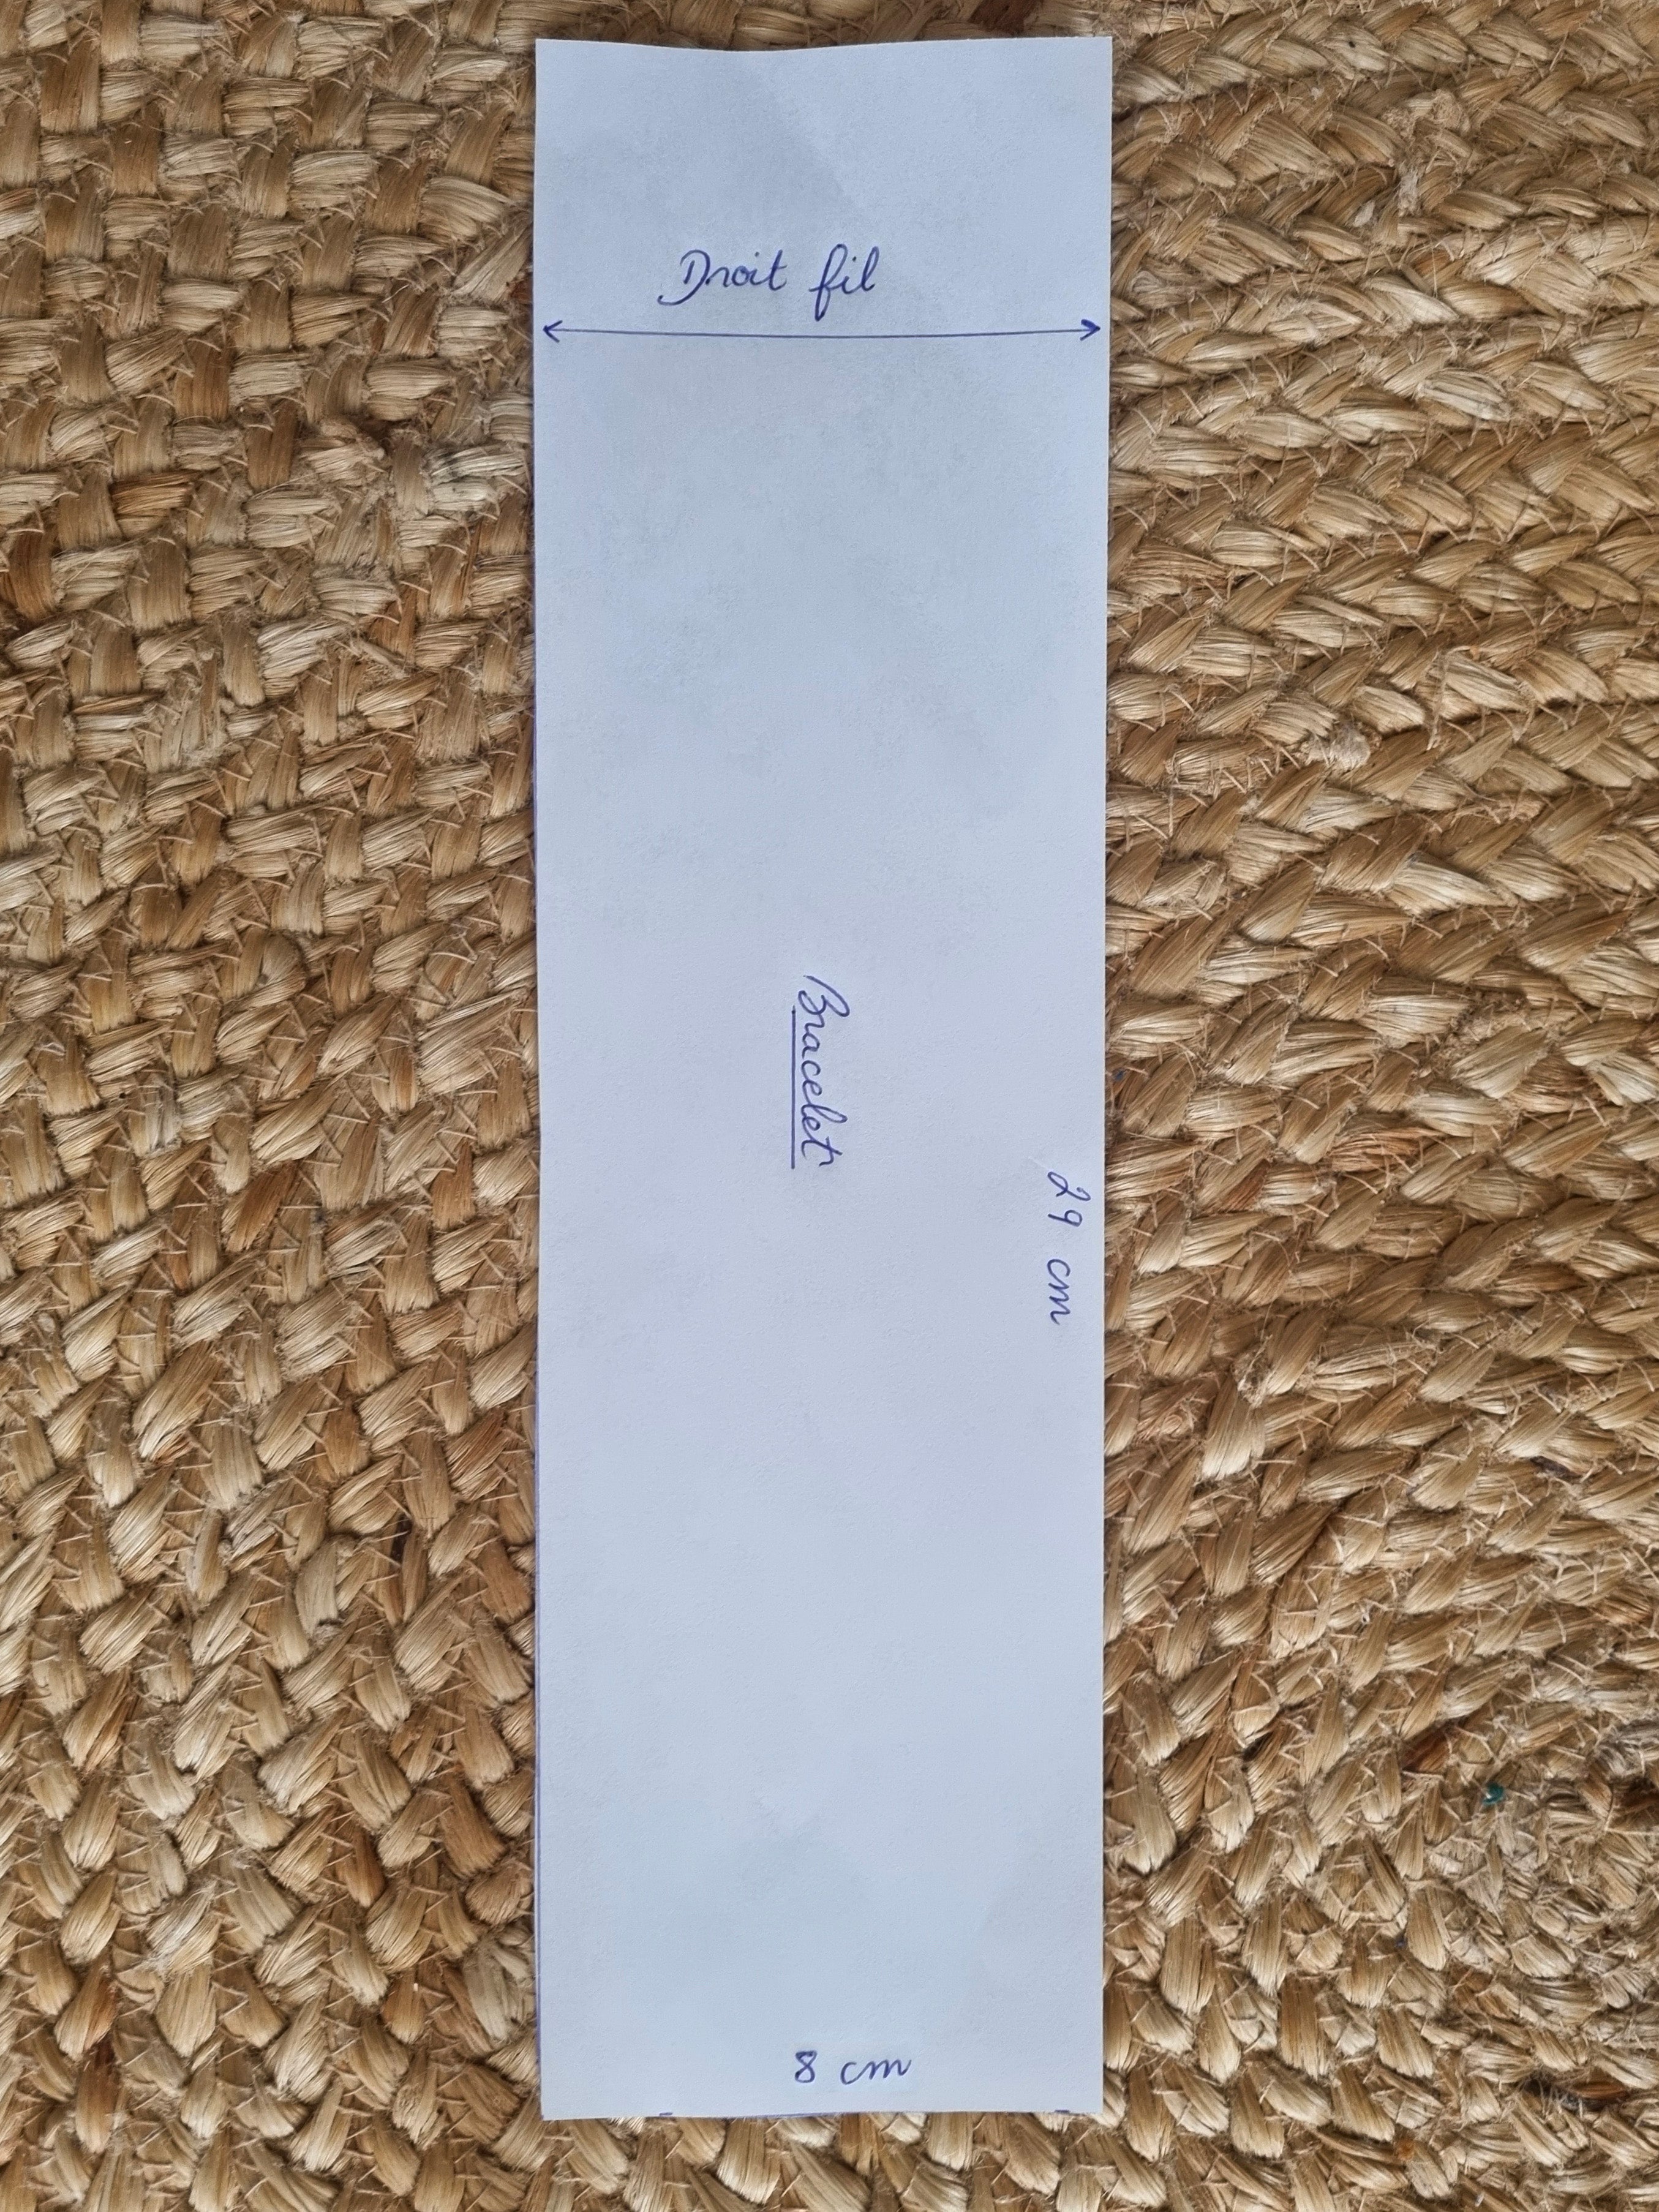 Droit fil
Bracelet
29 cm
8 cm